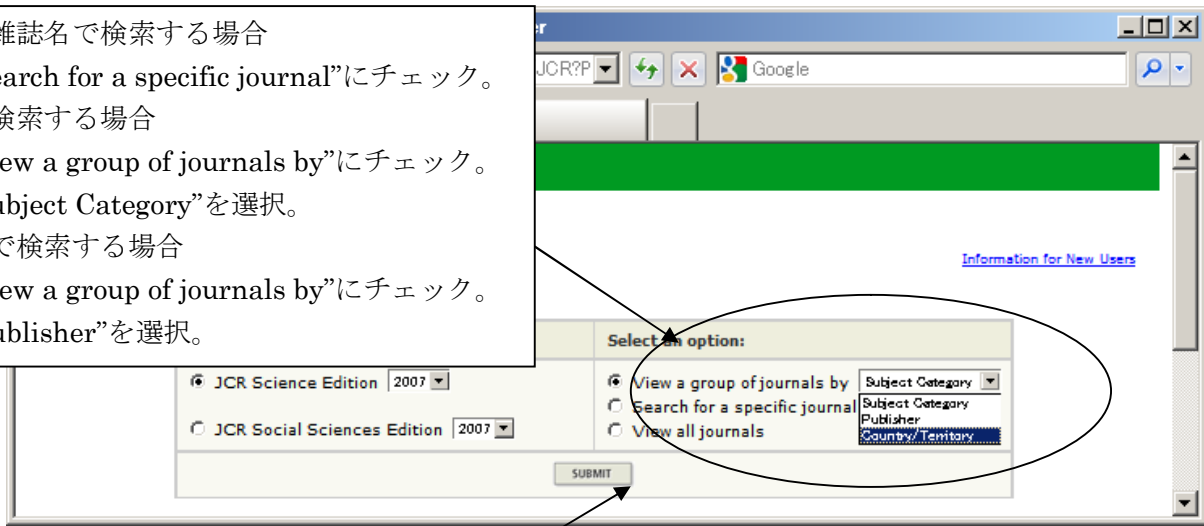 雑誌名で検索する場合
earch for a specific journal”にチェック。
検索する場合
ew a group of journals by”にチェック。
ubject Category”を選択。
で検索する場合
ew a group of journals by”にチェック。
ublisher”を選択。
er
JCR?P
Google
Information for New Users
Select an option:
JCR Science Edition 2007
JCR Social Sciences Edition 2007
View a group of journals by Subject Category
Search for a specific journal
View all journals
Subject Category
Publisher
Country/Territory
SUBMIT